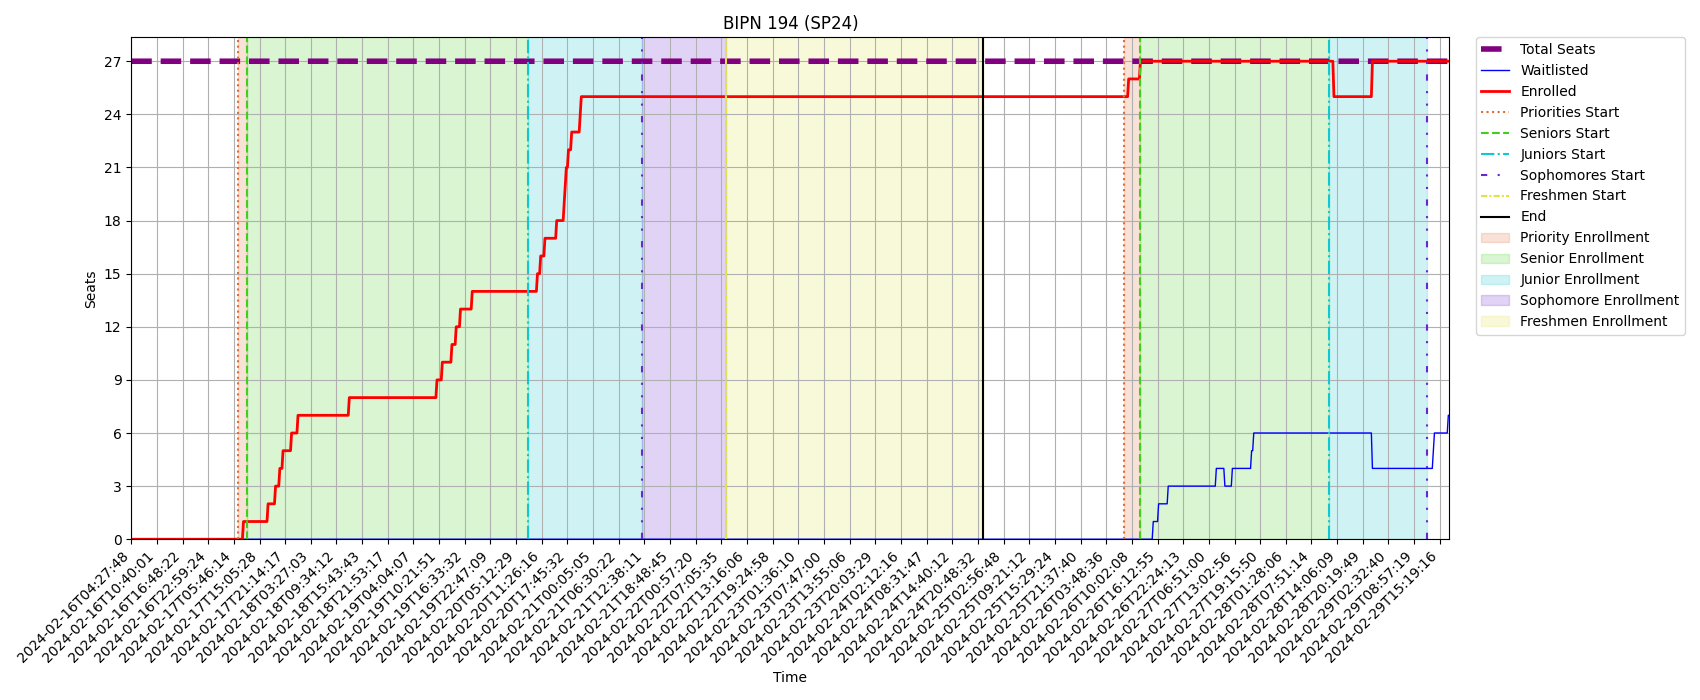 BIPN 194 (SP24)
Seats
27
24
21
18
15
12
9
6
3
0
2024-02-16T04:27:48
2024-02-16T10:40:01
2024-02-16T16:48:22
2024-02-16T22:59:24
2024-02-17T05:46:14
2024-02-17T15:05:28
2024-02-17T21:14:17
2024-02-18T03:27:03
2024-02-18T09:34:12
2024-02-18T15:43:43
2024-02-18T21:53:17
2024-02-19T04:04:07
2024-02-19T10:21:51
2024-02-19T16:33:32
2024-02-19T22:47:09
2024-02-20T05:12:29
2024-02-20T11:26:16
2024-02-20T17:45:32
2024-02-21T00:05:05
2024-02-21T06:30:22
2024-02-21T12:38:11
2024-02-21T18:48:45
2024-02-22T00:57:20
2024-02-22T07:05:35
2024-02-22T13:16:06
2024-02-22T19:24:58
2024-02-23T01:36:10
2024-02-23T07:47:00
2024-02-23T13:55:06
2024-02-23T20:03:29
2024-02-24T02:12:16
2024-02-24T08:31:47
2024-02-24T14:40:12
2024-02-24T20:48:32
2024-02-25T02:56:48
2024-02-25T09:21:12
2024-02-25T15:29:24
2024-02-25T21:37:40
2024-02-26T03:48:36
2024-02-26T10:02:08
2024-02-26T16:12:55
2024-02-26T22:24:13
2024-02-27T06:51:00
2024-02-27T13:02:56
2024-02-27T19:15:50
2024-02-28T01:28:06
2024-02-28T07:51:14
2024-02-28T14:06:09
2024-02-28T20:19:49
2024-02-29T02:32:40
2024-02-29T08:57:19
2024-02-29T15:19:16
Time
Total Seats
Waitlisted
Enrolled
Priorities Start
Seniors Start
Juniors Start
Sophomores Start
Freshmen Start
End
Priority Enrollment
Senior Enrollment
Junior Enrollment
Sophomore Enrollment
Freshmen Enrollment